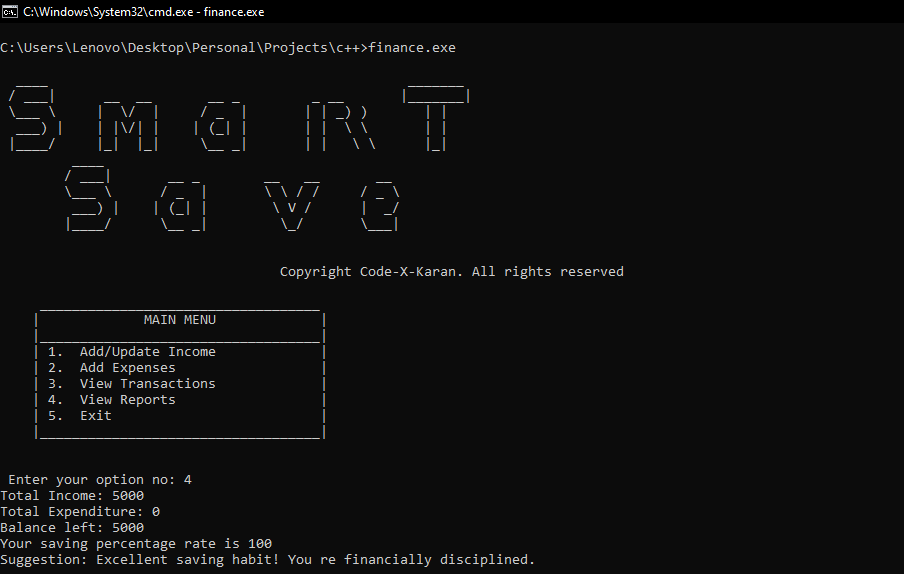 C:\Windows\System32\cmd.exe - finance.exe
C:\Users\Lenovo\Desktop\Personal\Projects\c++>finance.exe
SMaRT
Save
Copyright Code-X-Karan. All rights reserved
MAIN MENU
1. Add/Update Income
2. Add Expenses
3. View Transactions
4. View Reports
5. Exit
Enter your option no: 4
Total Income: 5000
Total Expenditure: 0
Balance left: 5000
Your saving percentage rate is 100
Suggestion: Excellent saving habit! You re financially disciplined.